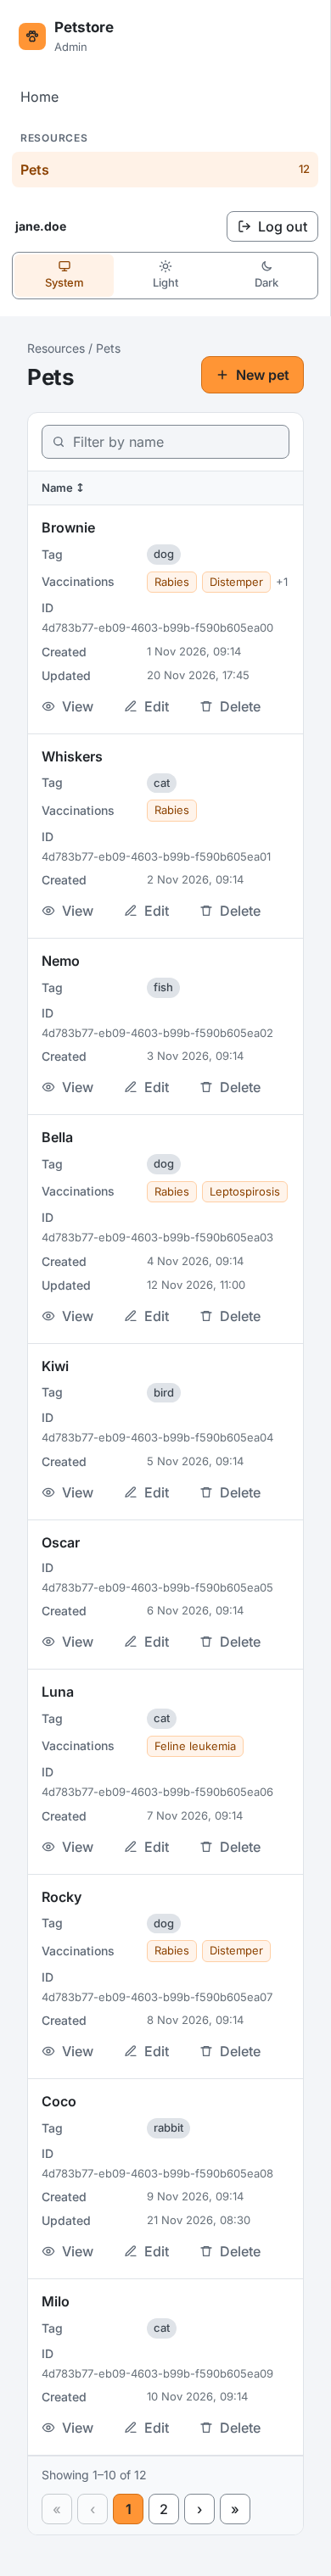 Petstore
Admin
Home
RESOURCES
Pets 12
jane.doe Log out
System Light Dark
Resources / Pets
Pets
New pet
Filter by name
Name
Brownie
Tag dog
Vaccinations Rabies Distemper +1
ID
4d783b77-eb09-4603-b99b-f590b605ea00
Created 1 Nov 2026, 09:14
Updated 20 Nov 2026, 17:45
View Edit Delete
Whiskers
Tag cat
Vaccinations Rabies
ID
4d783b77-eb09-4603-b99b-f590b605ea01
Created 2 Nov 2026, 09:14
View Edit Delete
Nemo
Tag fish
ID
4d783b77-eb09-4603-b99b-f590b605ea02
Created 3 Nov 2026, 09:14
View Edit Delete
Bella
Tag dog
Vaccinations Rabies Leptospirosis
ID
4d783b77-eb09-4603-b99b-f590b605ea03
Created 4 Nov 2026, 09:14
Updated 12 Nov 2026, 11:00
View Edit Delete
Kiwi
Tag bird
ID
4d783b77-eb09-4603-b99b-f590b605ea04
Created 5 Nov 2026, 09:14
View Edit Delete
Oscar
ID
4d783b77-eb09-4603-b99b-f590b605ea05
Created 6 Nov 2026, 09:14
View Edit Delete
Luna
Tag cat
Vaccinations Feline leukemia
ID
4d783b77-eb09-4603-b99b-f590b605ea06
Created 7 Nov 2026, 09:14
View Edit Delete
Rocky
Tag dog
Vaccinations Rabies Distemper
ID
4d783b77-eb09-4603-b99b-f590b605ea07
Created 8 Nov 2026, 09:14
View Edit Delete
Coco
Tag rabbit
ID
4d783b77-eb09-4603-b99b-f590b605ea08
Created 9 Nov 2026, 09:14
Updated 21 Nov 2026, 08:30
View Edit Delete
Milo
Tag cat
ID
4d783b77-eb09-4603-b99b-f590b605ea09
Created 10 Nov 2026, 09:14
View Edit Delete
Showing 1–10 of 12
« ‹ 1 2 › »